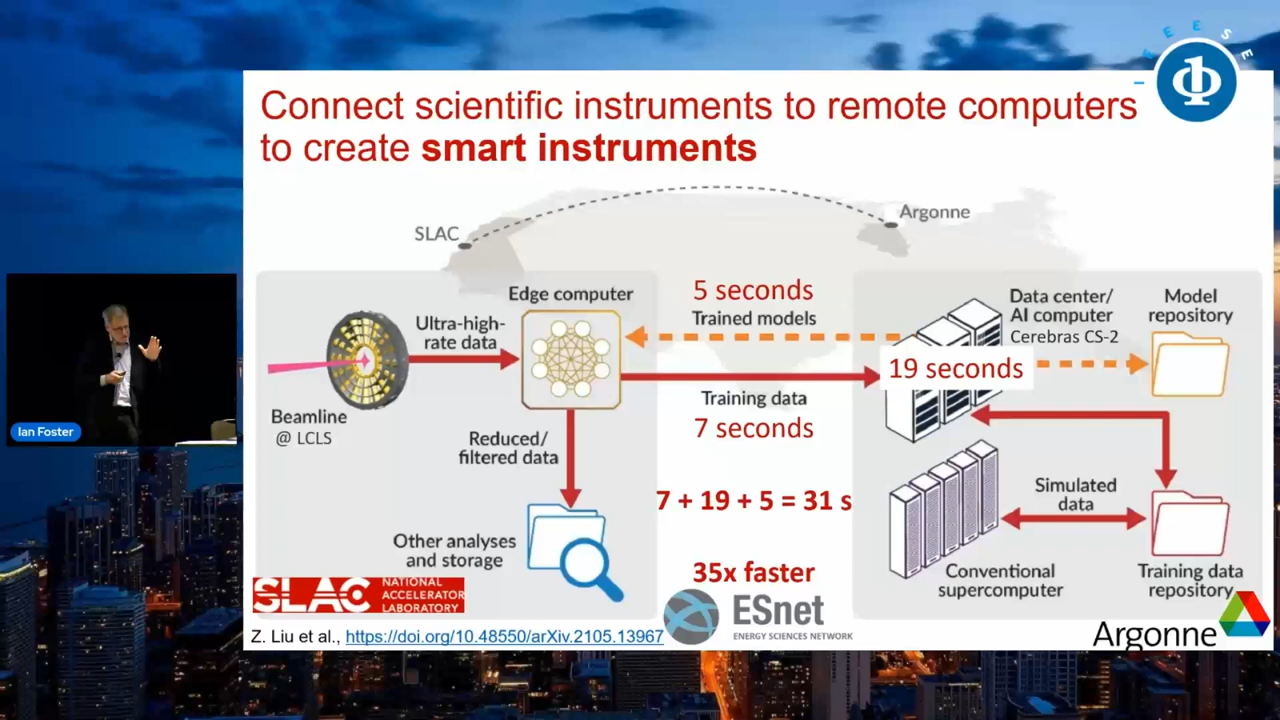 I E E E S E
Connect scientific instruments to remote computers
to create smart instruments
SLAC
Argonne
Edge computer
5 seconds
Trained models
Data center/
AI computer
Cerebras CS-2
Model
repository
Ultra-high-
rate data
19 seconds
Training data
7 seconds
Beamline
@ LCLS
Ian Foster
Reduced/
filtered data
7 + 19 + 5 = 31 s
Simulated
data
Other analyses
and storage
35x faster
Conventional
supercomputer
Training data
repository
SLAC
NATIONAL
ACCELERATOR
LABORATORY
ESnet
ENERGY SCIENCES NETWORK
Argonne
Z. Liu et al., https://doi.org/10.48550/arXiv.2105.13967